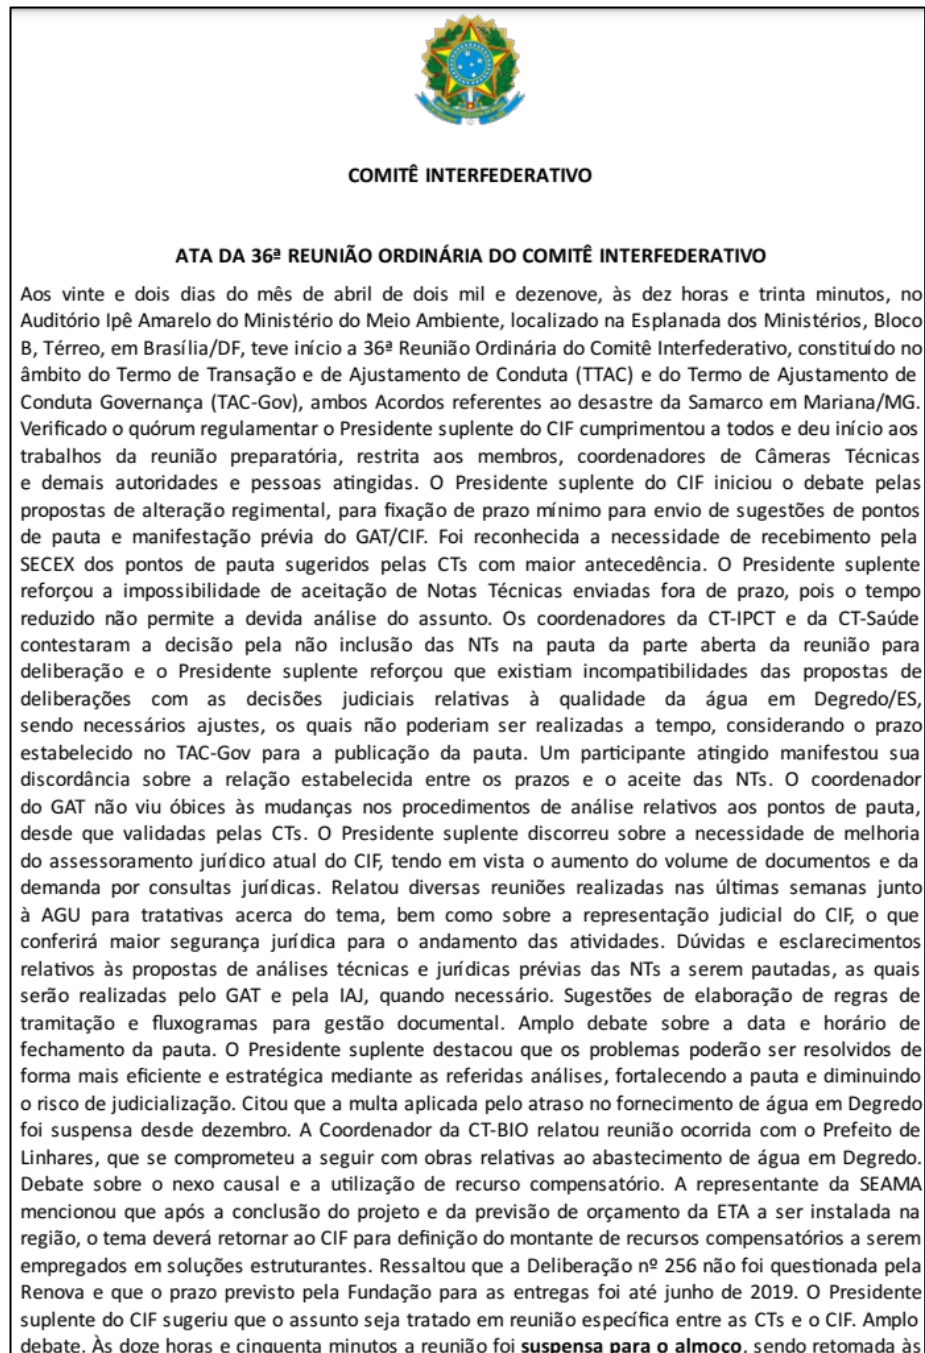 COMITÊ INTERFEDERATIVO
ATA DA 36ª REUNIÃO ORDINÁRIA DO COMITÊ INTERFEDERATIVO
Aos vinte e dois dias do mês de abril de dois mil e dezenove, às dez horas e trinta minutos, no
Auditório Ipê Amarelo do Ministério do Meio Ambiente, localizado na Esplanada dos Ministérios, Bloco
B, Térreo, em Brasília/DF, teve início a 36ª Reunião Ordinária do Comitê Interfederativo, constituído no
âmbito do Termo de Transação e de Ajustamento de Conduta (TTAC) e do Termo de Ajustamento de
Conduta Governança (TAC-Gov), ambos Acordos referentes ao desastre da Samarco em Mariana/MG.
Verificado o quórum regulamentar o Presidente suplente do CIF cumprimentou a todos e deu início aos
trabalhos da reunião preparatória, restrita aos membros, coordenadores de Câmeras Técnicas
e demais autoridades e pessoas atingidas. O Presidente suplente do CIF iniciou o debate pelas
propostas de alteração regimental, para fixação de prazo mínimo para envio de sugestões de pontos
de pauta e manifestação prévia do GAT/CIF. Foi reconhecida a necessidade de recebimento pela
SECEX dos pontos de pauta sugeridos pelas CTs com maior antecedência. O Presidente suplente
reforçou a impossibilidade de aceitação de Notas Técnicas enviadas fora de prazo, pois o tempo
reduzido não permite a devida análise do assunto. Os coordenadores da CT-IPCT e da CT-Saúde
contestaram a decisão pela não inclusão das NTs na pauta da parte aberta da reunião para
deliberação e o Presidente suplente reforçou que existiam incompatibilidades das propostas de
deliberações com as decisões judiciais relativas à qualidade da água em Degredo/ES,
sendo necessários ajustes, os quais não poderiam ser realizadas a tempo, considerando o prazo
estabelecido no TAC-Gov para a publicação da pauta. Um participante atingido manifestou sua
discordância sobre a relação estabelecida entre os prazos e o aceite das NTs. O coordenador
do GAT não viu óbices às mudanças nos procedimentos de análise relativos aos pontos de pauta,
desde que validadas pelas CTs. O Presidente suplente discorreu sobre a necessidade de melhoria
do assessoramento jurídico atual do CIF, tendo em vista o aumento do volume de documentos e da
demanda por consultas jurídicas. Relatou diversas reuniões realizadas nas últimas semanas junto
à AGU para tratativas acerca do tema, bem como sobre a representação judicial do CIF, o que
conferirá maior segurança jurídica para o andamento das atividades. Dúvidas e esclarecimentos
relativos às propostas de análises técnicas e jurídicas prévias das NTs a serem pautadas, as quais
serão realizadas pelo GAT e pela IAJ, quando necessário. Sugestões de elaboração de regras de
tramitação e fluxogramas para gestão documental. Amplo debate sobre a data e horário de
fechamento da pauta. O Presidente suplente destacou que os problemas poderão ser resolvidos de
forma mais eficiente e estratégica mediante as referidas análises, fortalecendo a pauta e diminuindo
o risco de judicialização. Citou que a multa aplicada pelo atraso no fornecimento de água em Degredo
foi suspensa desde dezembro. A Coordenador da CT-BIO relatou reunião ocorrida com o Prefeito de
Linhares, que se comprometeu a seguir com obras relativas ao abastecimento de água em Degredo.
Debate sobre o nexo causal e a utilização de recurso compensatório. A representante da SEAMA
mencionou que após a conclusão do projeto e da previsão de orçamento da ETA a ser instalada na
região, o tema deverá retornar ao CIF para definição do montante de recursos compensatórios a serem
empregados em soluções estruturantes. Ressaltou que a Deliberação nº 256 não foi questionada pela
Renova e que o prazo previsto pela Fundação para as entregas foi até junho de 2019. O Presidente
suplente do CIF sugeriu que o assunto seja tratado em reunião específica entre as CTs e o CIF. Amplo
debate. Às doze horas e cinquenta minutos a reunião foi suspensa para o almoço, sendo retomada às